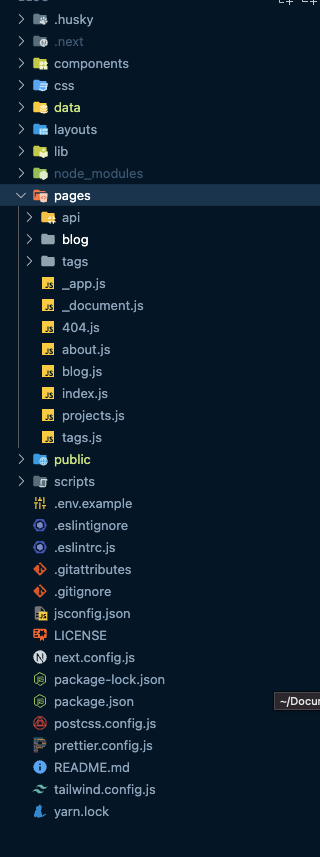 .husky
.next
components
css
data
layouts
lib
node_modules
pages
api
blog
tags
_app.js
_document.js
404.js
about.js
blog.js
index.js
projects.js
tags.js
public
scripts
.env.example
.eslintignore
.eslintrc.js
.gitattributes
.gitignore
jsconfig.json
LICENSE
next.config.js
package-lock.json
package.json
~/Docu
postcss.config.js
prettier.config.js
README.md
tailwind.config.js
yarn.lock